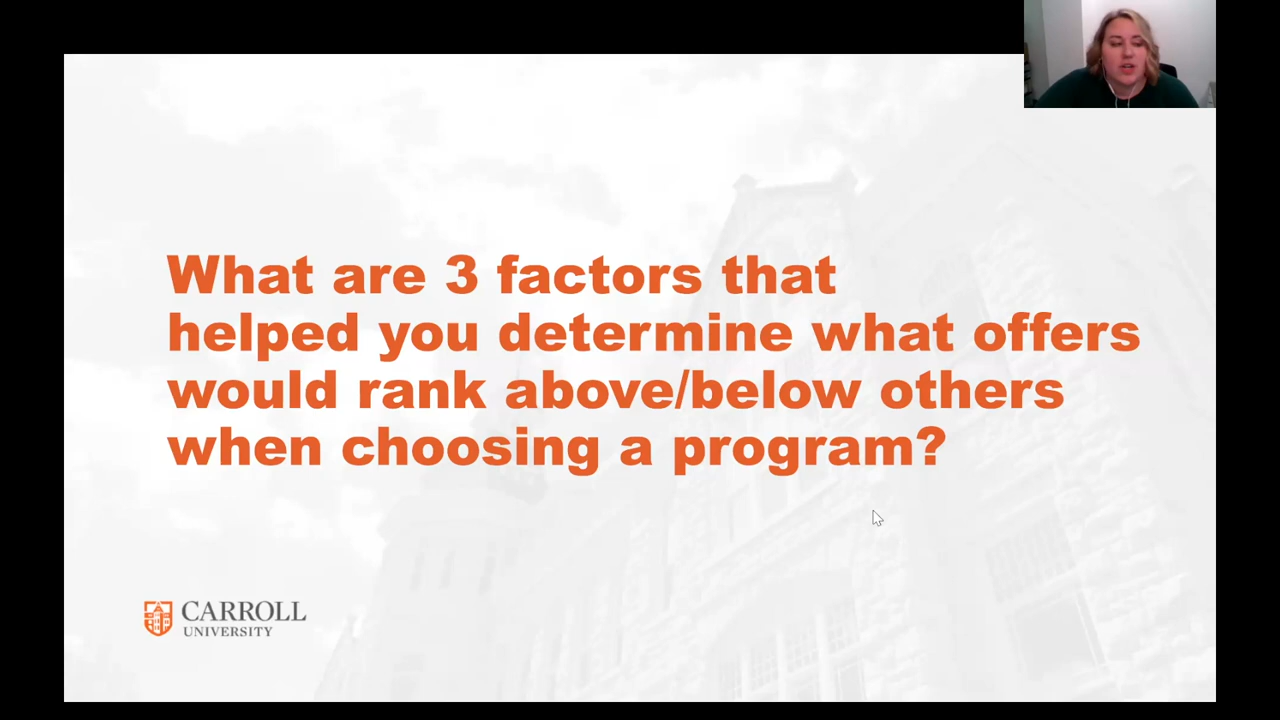 What are 3 factors that
helped you determine what offers
would rank above/below others
when choosing a program?
CARROLL
UNIVERSITY